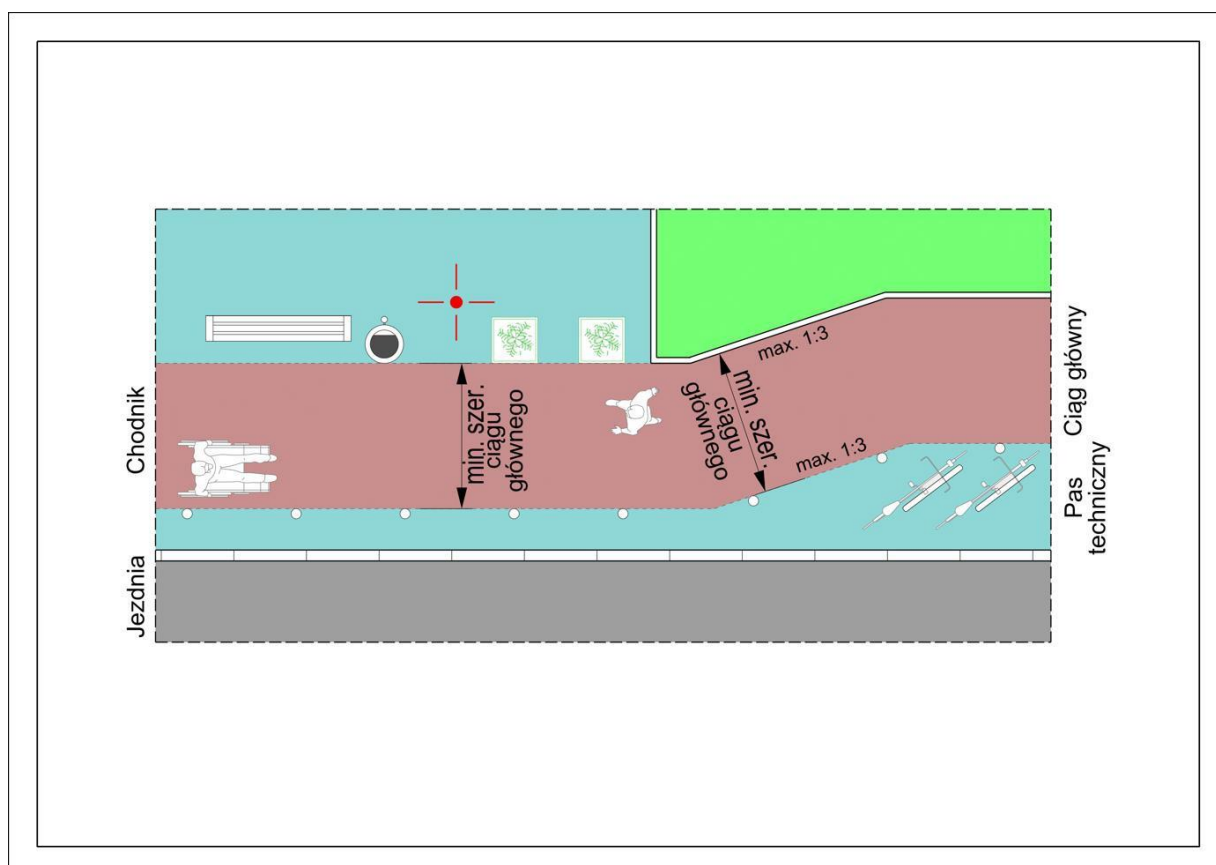 Chodnik
Jezdnia
min. szer.
ciągu
głównego
min. szer.
ciągu
głównego
max. 1:3
max. 1:3
Ciąg główny
Pas
techniczny